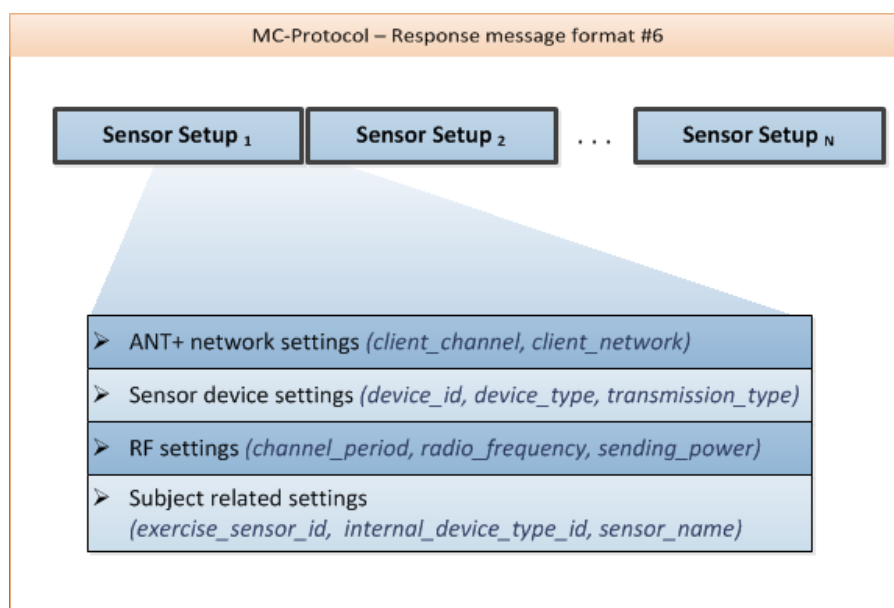 MC-Protocol – Response message format #6
Sensor Setup 1 Sensor Setup 2 . . . Sensor Setup N
➢ ANT+ network settings (client_channel, client_network)
➢ Sensor device settings (device_id, device_type, transmission_type)
➢ RF settings (channel_period, radio_frequency, sending_power)
➢ Subject related settings
(exercise_sensor_id, internal_device_type_id, sensor_name)